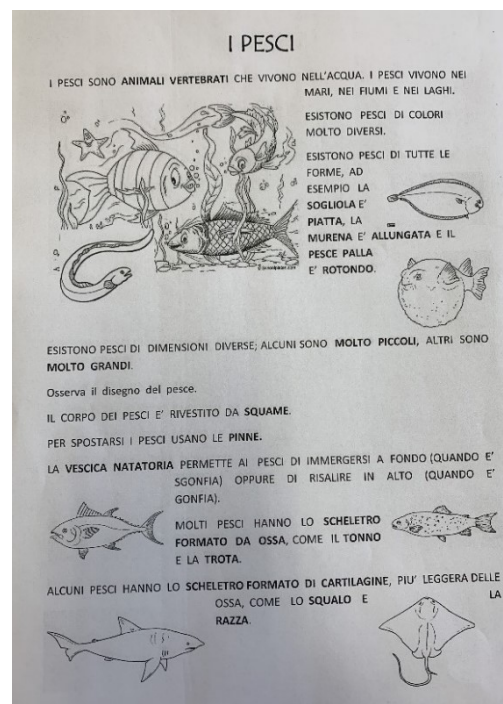 I PESCI
I PESCI SONO ANIMALI VERTEBRATI CHE VIVONO NELL'ACQUA. I PESCI VIVONO NEI
MARI, NEI FIUMI E NEI LAGHI.
ESISTONO PESCI DI COLORI
MOLTO DIVERSI.
ESISTONO PESCI DI TUTTE LE
FORME, AD
ESEMPIO LA
SOGLIOLA E'
PIATTA, LA
MURENA E' ALLUNGATA E IL
PESCE PALLA
E' ROTONDO.
ESISTONO PESCI DI DIMENSIONI DIVERSE; ALCUNI SONO MOLTO PICCOLI, ALTRI SONO
MOLTO GRANDI.
Osserva il disegno del pesce.
IL CORPO DEI PESCI E' RIVESTITO DA SQUAME.
PER SPOSTARSI I PESCI USANO LE PINNE.
LA VESCICA NATATORIA PERMETTE AI PESCI DI IMMERGERSI A FONDO (QUANDO E'
SGONFIA) OPPURE DI RISALIRE IN ALTO (QUANDO E'
GONFIA).
MOLTI PESCI HANNO LO SCHELETRO
FORMATO DA OSSA, COME IL TONNO
E LA TROTA.
ALCUNI PESCI HANNO LO SCHELETRO FORMATO DI CARTILAGINE, PIU' LEGGERA DELLE
OSSA, COME LO SQUALO E LA
RAZZA.